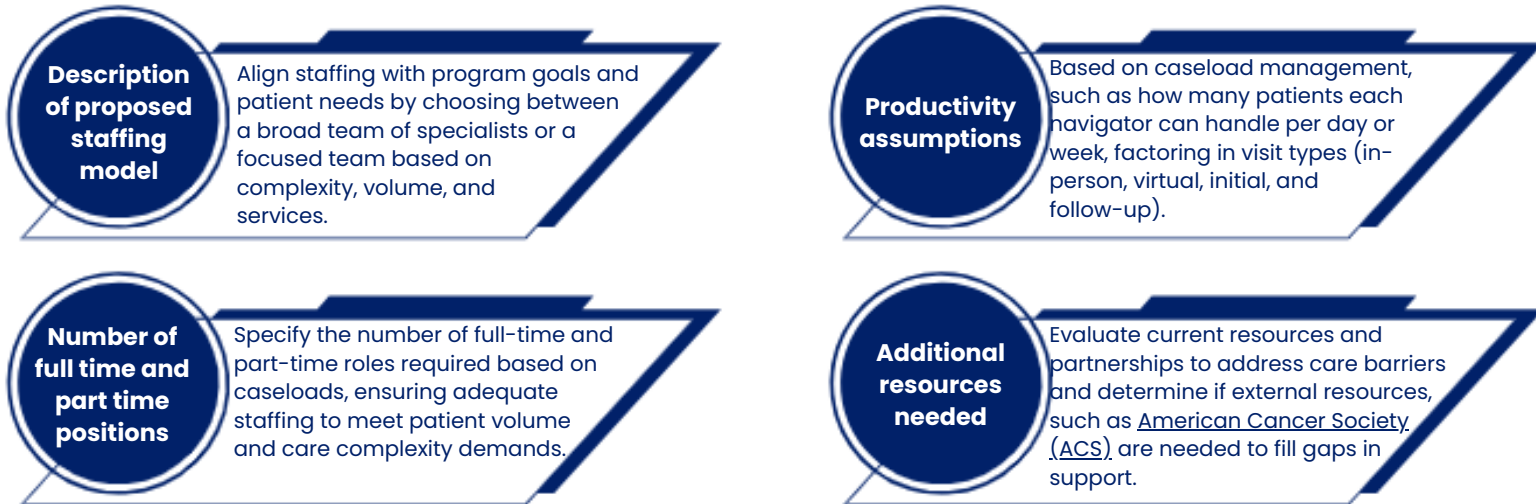 Description
of proposed
staffing
model
Align staffing with program goals and
patient needs by choosing between
a broad team of specialists or a
focused team based on
complexity, volume, and
services.
Productivity
assumptions
Based on caseload management,
such as how many patients each
navigator can handle per day or
week, factoring in visit types (in-
person, virtual, initial, and
follow-up).
Number of
full time and
part time
positions
Specify the number of full-time and
part-time roles required based on
caseloads, ensuring adequate
staffing to meet patient volume
and care complexity demands.
Additional
resources
needed
Evaluate current resources and
partnerships to address care barriers
and determine if external resources,
such as American Cancer Society
(ACS) are needed to fill gaps in
support.